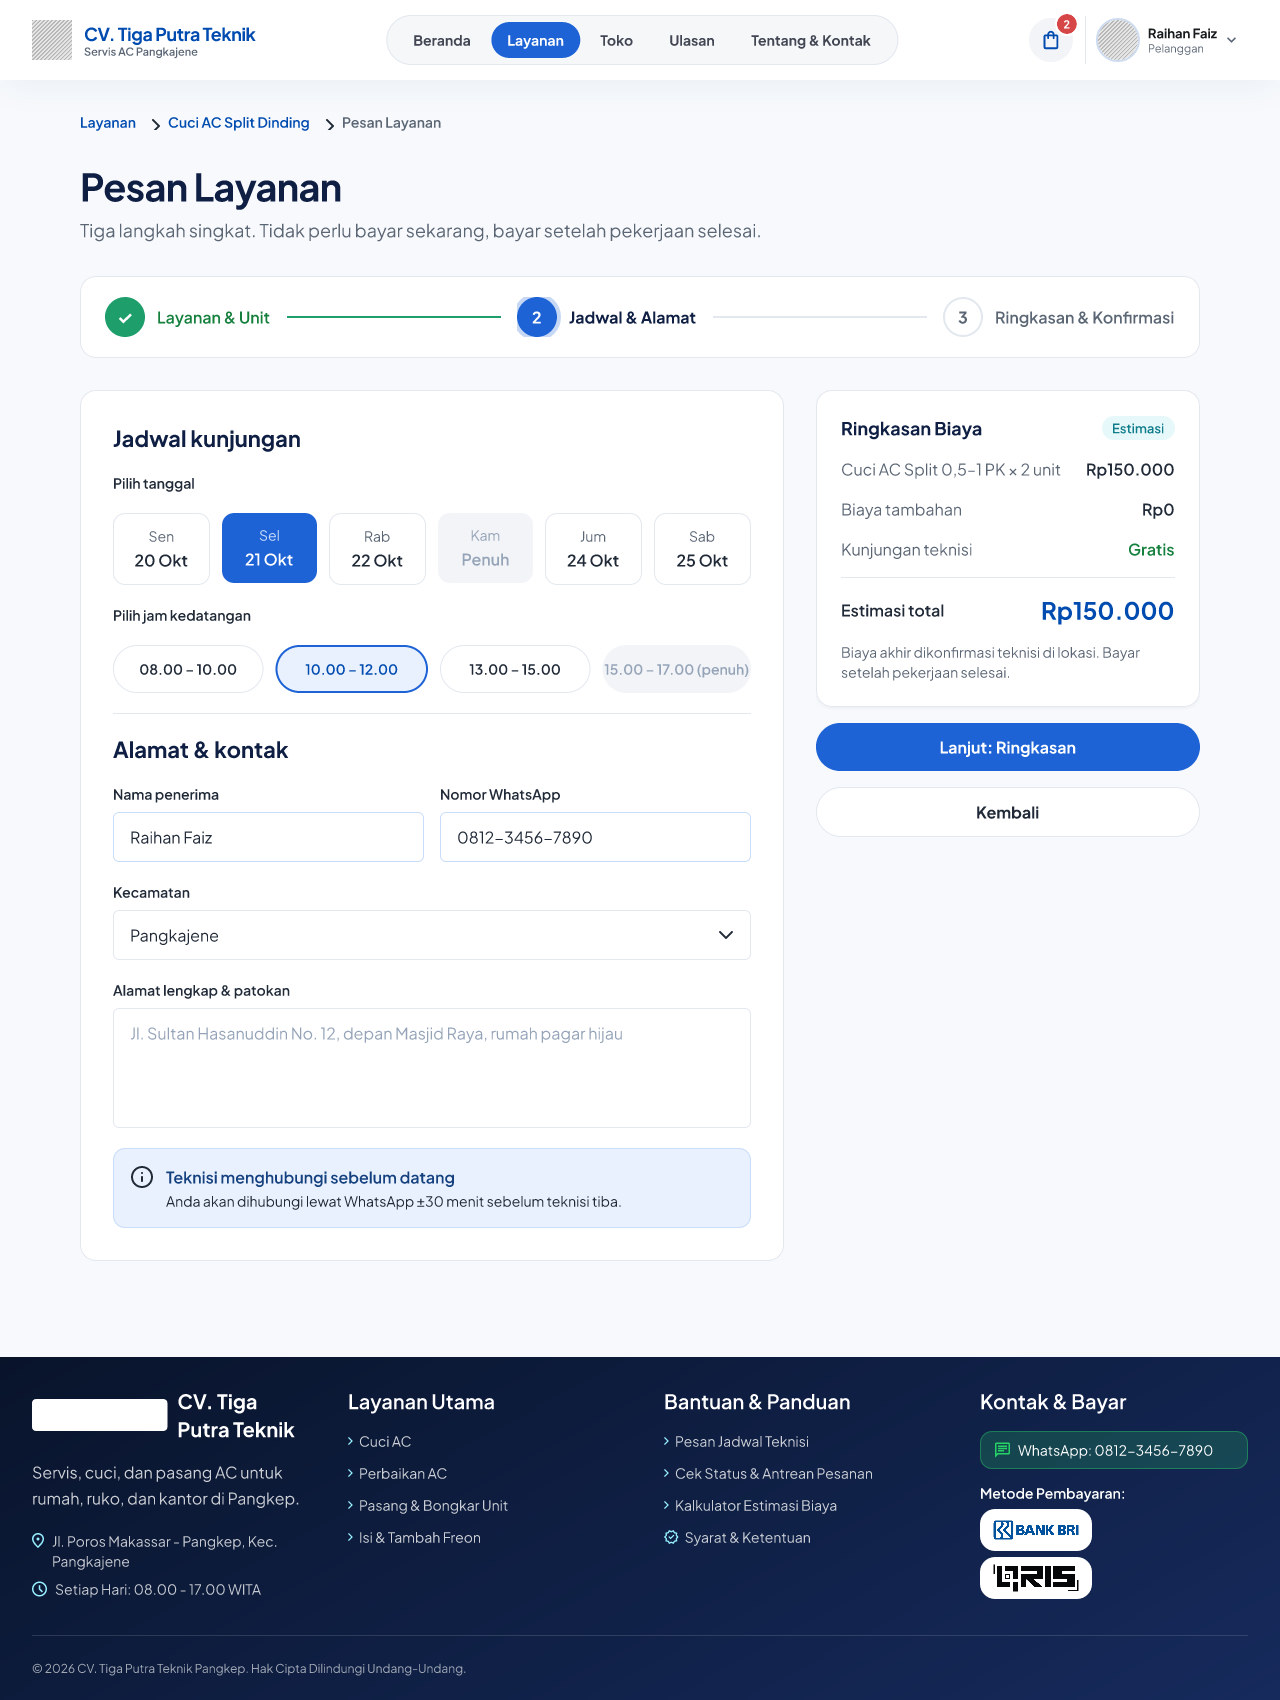 CV. Tiga Putra Teknik
Servis AC Pangkajene
Beranda
Layanan
Toko
Ulasan
Tentang & Kontak
2
Raihan Faiz
Pelanggan
Layanan
Cuci AC Split Dinding
Pesan Layanan
Pesan Layanan
Tiga langkah singkat. Tidak perlu bayar sekarang, bayar setelah pekerjaan selesai.
Layanan & Unit
2
Jadwal & Alamat
3
Ringkasan & Konfirmasi
Jadwal kunjungan
Pilih tanggal
Sen
20 Okt
Sel
21 Okt
Rab
22 Okt
Kam
Penuh
Jum
24 Okt
Sab
25 Okt
Pilih jam kedatangan
08.00 – 10.00
10.00 – 12.00
13.00 – 15.00
15.00 – 17.00 (penuh)
Alamat & kontak
Nama penerima
Nomor WhatsApp
Raihan Faiz
0812-3456-7890
Kecamatan
Pangkajene
Alamat lengkap & patokan
Jl. Sultan Hasanuddin No. 12, depan Masjid Raya, rumah pagar hijau
Teknisi menghubungi sebelum datang
Anda akan dihubungi lewat WhatsApp ±30 menit sebelum teknisi tiba.
Ringkasan Biaya
Estimasi
Cuci AC Split 0,5–1 PK × 2 unit
Rp150.000
Biaya tambahan
Rp0
Kunjungan teknisi
Gratis
Estimasi total
Rp150.000
Biaya akhir dikonfirmasi teknisi di lokasi. Bayar
setelah pekerjaan selesai.
Lanjut: Ringkasan
Kembali
CV. Tiga
Putra Teknik
Servis, cuci, dan pasang AC untuk
rumah, ruko, dan kantor di Pangkep.
Jl. Poros Makassar - Pangkep, Kec.
Pangkajene
Setiap Hari: 08.00 - 17.00 WITA
Layanan Utama
Cuci AC
Perbaikan AC
Pasang & Bongkar Unit
Isi & Tambah Freon
Bantuan & Panduan
Pesan Jadwal Teknisi
Cek Status & Antrean Pesanan
Kalkulator Estimasi Biaya
Syarat & Ketentuan
Kontak & Bayar
WhatsApp: 0812-3456-7890
Metode Pembayaran:
BANK BRI
QRIS
© 2026 CV. Tiga Putra Teknik Pangkep. Hak Cipta Dilindungi Undang-Undang.